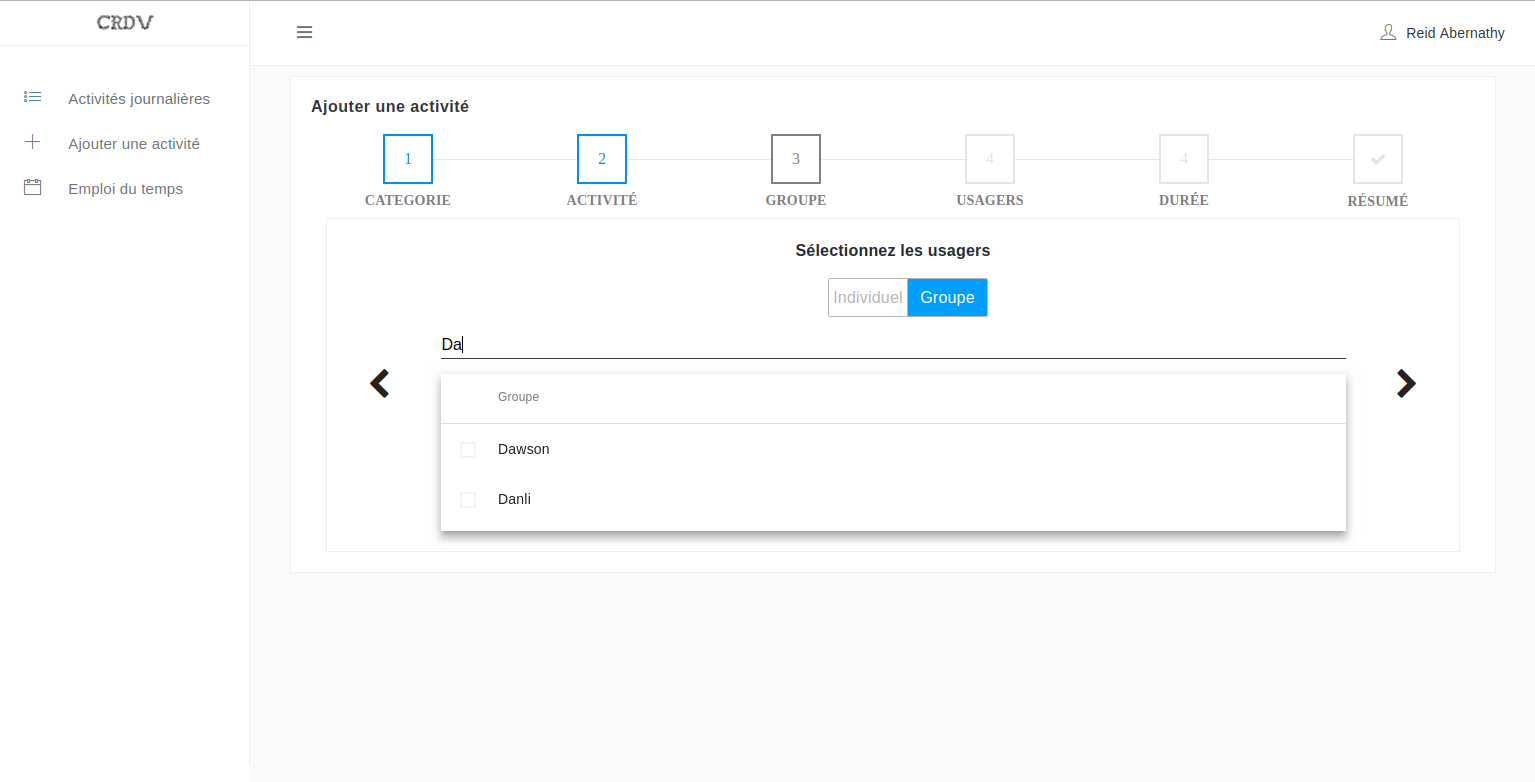 CRDV
Reid Abernathy
Activités journalières
Ajouter une activité
Emploi du temps
Ajouter une activité
1 2 3 4 4
CATEGORIE ACTIVITÉ GROUPE USAGERS DURÉE RÉSUMÉ
Sélectionnez les usagers
Individuel Groupe
Da
Groupe
Dawson
Danli